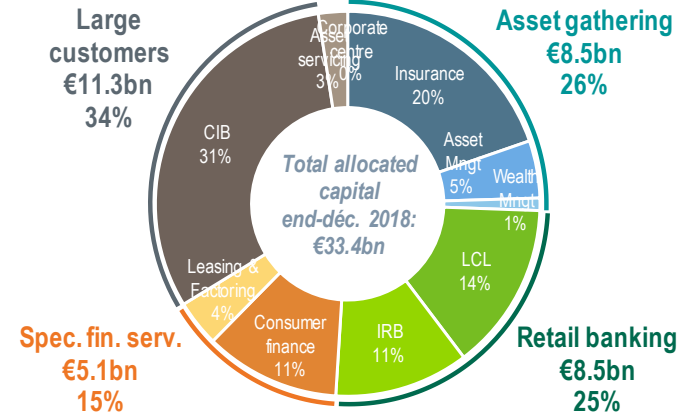 Large
customers
€11.3bn
34%
Asset gathering
€8.5bn
26%
Corporate
centre
0%
Asset
servicing
3%
Insurance
20%
Asset
Mngt
5%
Wealth
Mngt
1%
CIB
31%
Total allocated
capital
end-déc. 2018:
€33.4bn
LCL
14%
Leasing &
Factoring
4%
Consumer
finance
11%
IRB
11%
Spec. fin. serv.
€5.1bn
15%
Retail banking
€8.5bn
25%